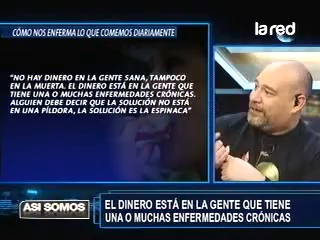 CÓMO NOS ENFERMA LO QUE COMEMOS DIARIAMENTE
la red
“NO HAY DINERO EN LA GENTE SANA, TAMPOCO
EN LA MUERTA. EL DINERO ESTÁ EN LA GENTE QUE
TIENE UNA O MUCHAS ENFERMEDADES CRÓNICAS.
ALGUIEN DEBE DECIR QUE LA SOLUCIÓN NO ESTÁ
EN UNA PÍLDORA, LA SOLUCIÓN ES LA ESPINACA”
ASI SOMOS
EL DINERO ESTÁ EN LA GENTE QUE TIENE
UNA O MUCHAS ENFERMEDADES CRÓNICAS